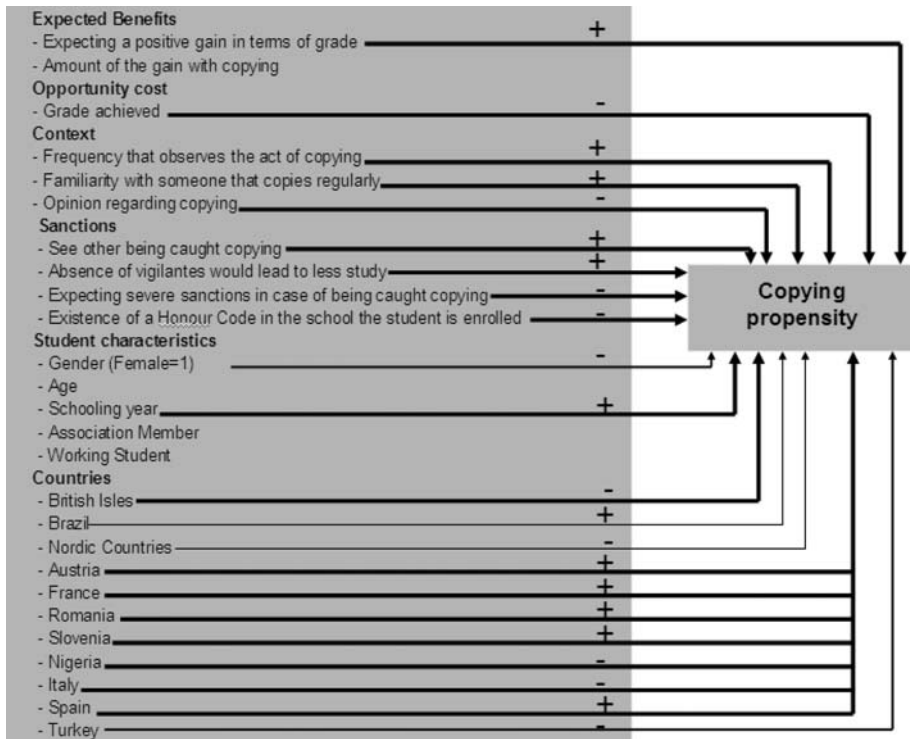 Expected Benefits
- Expecting a positive gain in terms of grade +
- Amount of the gain with copying
Opportunity cost
- Grade achieved -
Context
- Frequency that observes the act of copying +
- Familiarity with someone that copies regularly +
- Opinion regarding copying -
Sanctions
- See other being caught copying +
- Absence of vigilantes would lead to less study +
- Expecting severe sanctions in case of being caught copying -
- Existence of a Honour Code in the school the student is enrolled -
Student characteristics
- Gender (Female=1) -
- Age
- Schooling year +
- Association Member
- Working Student
Countries
- British Isles -
- Brazil +
- Nordic Countries -
- Austria +
- France +
- Romania +
- Slovenia +
- Nigeria -
- Italy -
- Spain +
- Turkey -
Copying
propensity